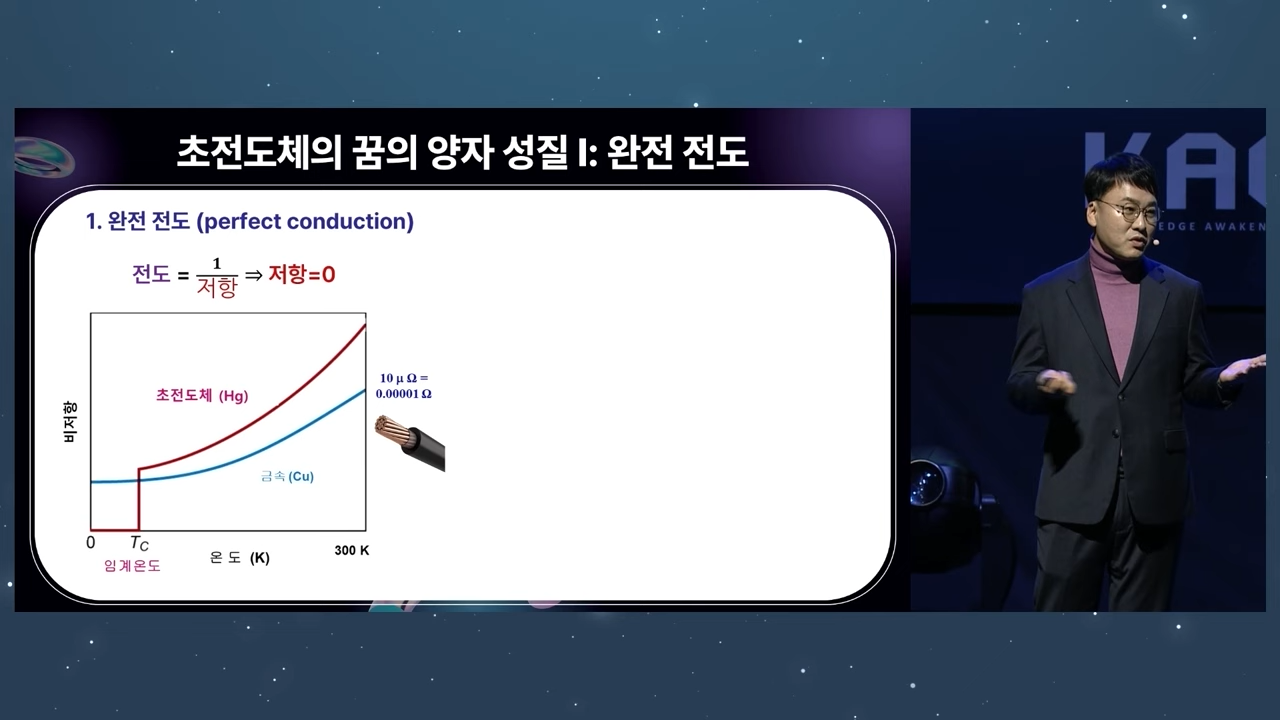 초전도체의 꿈의 양자 성질 I: 완전 전도
1. 완전 전도 (perfect conduction)
전도 = 1/저항 ⇒ 저항=0
초전도체 (Hg)
10 μ Ω =
0.00001 Ω
비저항
금속 (Cu)
0
T_C
300 K
임계온도
온 도 (K)
KAO
EDGE AWAKEN